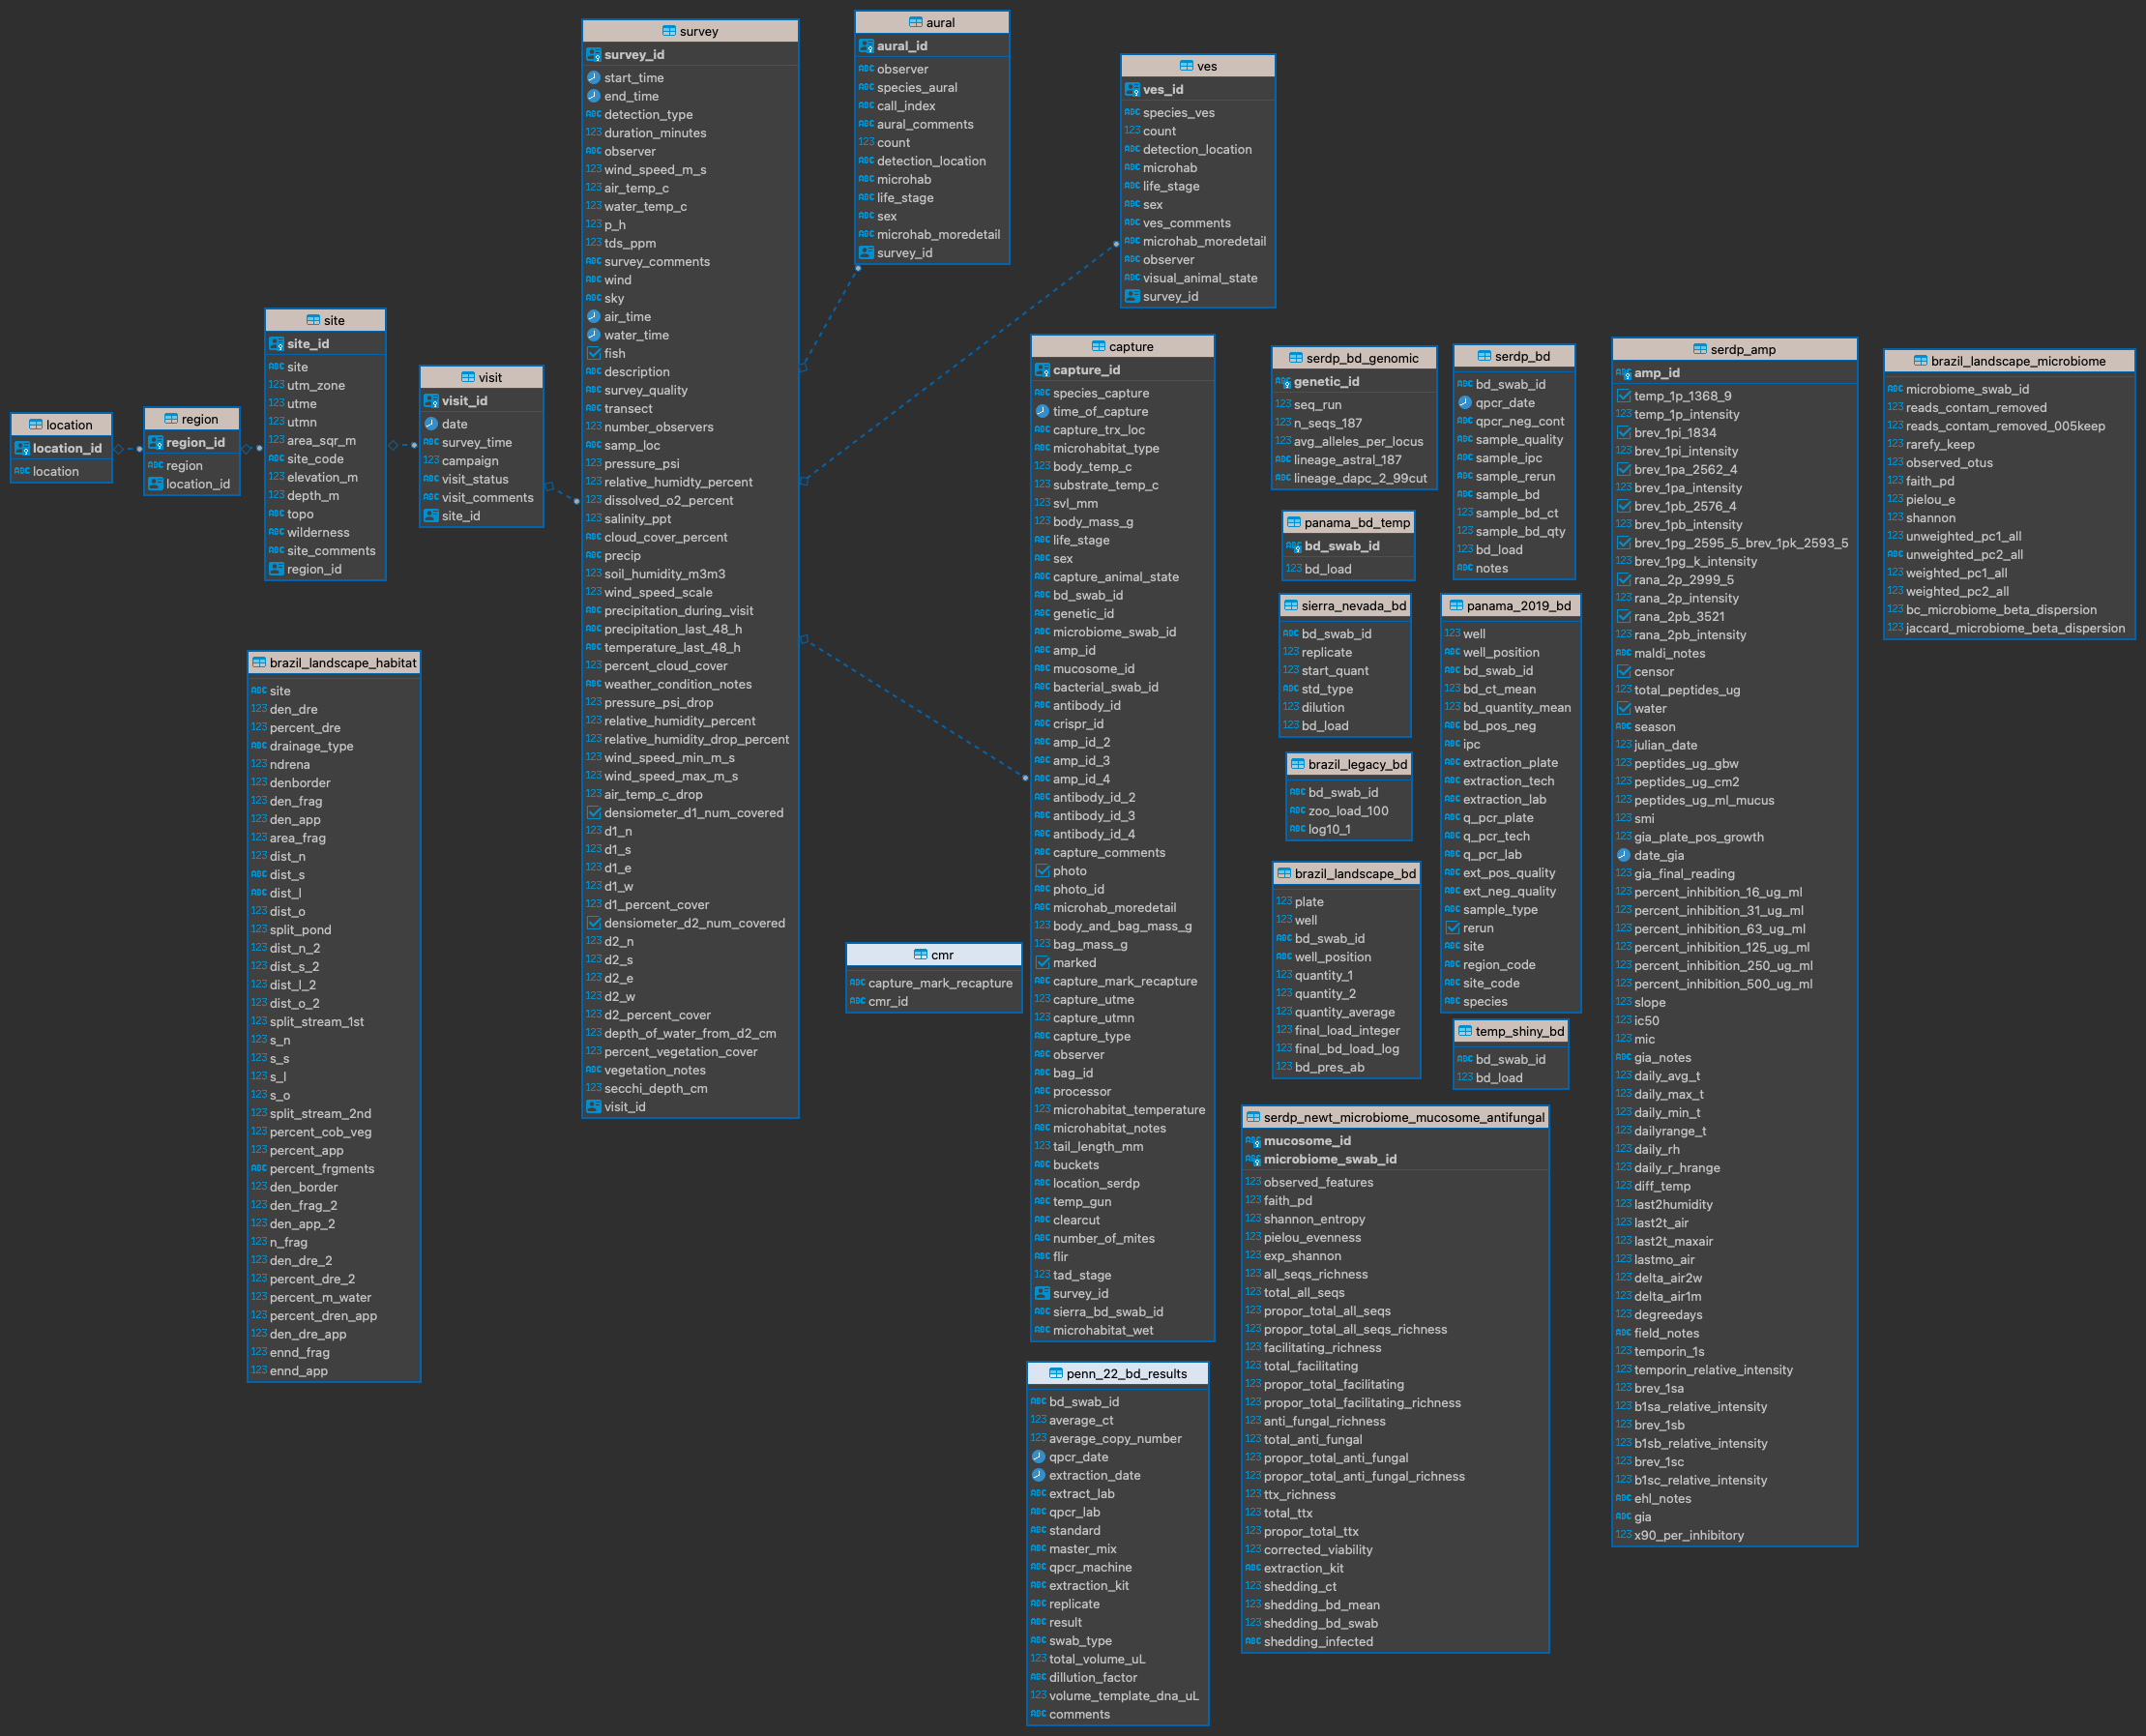 location
location_id
location
region
region_id
region
location_id
site
site_id
site
utm_zone
utme
utmn
area_sqr_m
site_code
elevation_m
depth_m
topo
wilderness
site_comments
region_id
visit
visit_id
date
survey_time
campaign
visit_status
visit_comments
site_id
brazil_landscape_habitat
site
den_dre
percent_dre
drainage_type
ndrena
denborder
den_frag
den_app
area_frag
dist_n
dist_s
dist_l
dist_o
split_pond
dist_n_2
dist_s_2
dist_l_2
dist_o_2
split_stream_1st
s_n
s_s
s_l
s_o
split_stream_2nd
percent_cob_veg
percent_app
percent_frgments
den_border
den_frag_2
den_app_2
n_frag
den_dre_2
percent_dre_2
percent_m_water
percent_dren_app
den_dre_app
ennd_frag
ennd_app
survey
survey_id
start_time
end_time
detection_type
duration_minutes
observer
wind_speed_m_s
air_temp_c
water_temp_c
p_h
tds_ppm
survey_comments
wind
sky
air_time
water_time
fish
description
survey_quality
transect
number_observers
samp_loc
pressure_psi
relative_humidty_percent
dissolved_o2_percent
salinity_ppt
cloud_cover_percent
precip
soil_humidity_m3m3
wind_speed_scale
precipitation_during_visit
precipitation_last_48_h
temperature_last_48_h
percent_cloud_cover
weather_condition_notes
pressure_psi_drop
relative_humidity_percent
relative_humidity_drop_percent
wind_speed_min_m_s
wind_speed_max_m_s
air_temp_c_drop
densiometer_d1_num_covered
d1_n
d1_s
d1_e
d1_w
d1_percent_cover
densiometer_d2_num_covered
d2_n
d2_s
d2_e
d2_w
d2_percent_cover
depth_of_water_from_d2_cm
percent_vegetation_cover
vegetation_notes
secchi_depth_cm
visit_id
aural
aural_id
observer
species_aural
call_index
aural_comments
count
detection_location
microhab
life_stage
sex
microhab_moredetail
survey_id
ves
ves_id
species_ves
count
detection_location
microhab
life_stage
sex
ves_comments
microhab_moredetail
observer
visual_animal_state
survey_id
cmr
capture_mark_recapture
cmr_id
capture
capture_id
species_capture
time_of_capture
capture_trx_loc
microhabitat_type
body_temp_c
substrate_temp_c
svl_mm
body_mass_g
life_stage
sex
capture_animal_state
bd_swab_id
genetic_id
microbiome_swab_id
amp_id
mucosome_id
bacterial_swab_id
antibody_id
crispr_id
amp_id_2
amp_id_3
amp_id_4
antibody_id_2
antibody_id_3
antibody_id_4
capture_comments
photo
photo_id
microhab_moredetail
body_and_bag_mass_g
bag_mass_g
marked
capture_mark_recapture
capture_utme
capture_utmn
capture_type
observer
bag_id
processor
microhabitat_temperature
microhabitat_notes
tail_length_mm
buckets
location_serdp
temp_gun
clearcut
number_of_mites
flir
tad_stage
survey_id
sierra_bd_swab_id
microhabitat_wet
penn_22_bd_results
bd_swab_id
average_ct
average_copy_number
qpcr_date
extraction_date
extract_lab
qpcr_lab
standard
master_mix
qpcr_machine
extraction_kit
replicate
result
swab_type
total_volume_uL
dillution_factor
volume_template_dna_uL
comments
serdp_bd_genomic
genetic_id
seq_run
n_seqs_187
avg_alleles_per_locus
lineage_astral_187
lineage_dapc_2_99cut
panama_bd_temp
bd_swab_id
bd_load
sierra_nevada_bd
bd_swab_id
replicate
start_quant
std_type
dilution
bd_load
brazil_legacy_bd
bd_swab_id
zoo_load_100
log10_1
brazil_landscape_bd
plate
well
bd_swab_id
well_position
quantity_1
quantity_2
quantity_average
final_load_integer
final_bd_load_log
bd_pres_ab
serdp_bd
bd_swab_id
qpcr_date
qpcr_neg_cont
sample_quality
sample_ipc
sample_rerun
sample_bd
sample_bd_ct
sample_bd_qty
bd_load
notes
panama_2019_bd
well
well_position
bd_swab_id
bd_ct_mean
bd_quantity_mean
bd_pos_neg
ipc
extraction_plate
extraction_tech
extraction_lab
q_pcr_plate
q_pcr_tech
q_pcr_lab
ext_pos_quality
ext_neg_quality
sample_type
rerun
site
region_code
site_code
species
temp_shiny_bd
bd_swab_id
bd_load
serdp_newt_microbiome_mucosome_antifungal
mucosome_id
microbiome_swab_id
observed_features
faith_pd
shannon_entropy
pielou_evenness
exp_shannon
all_seqs_richness
total_all_seqs
propor_total_all_seqs
propor_total_all_seqs_richness
facilitating_richness
total_facilitating
propor_total_facilitating
propor_total_facilitating_richness
anti_fungal_richness
total_anti_fungal
propor_total_anti_fungal
propor_total_anti_fungal_richness
ttx_richness
total_ttx
propor_total_ttx
corrected_viability
extraction_kit
shedding_ct
shedding_bd_mean
shedding_bd_swab
shedding_infected
serdp_amp
amp_id
temp_1p_1368_9
temp_1p_intensity
brev_1pi_1834
brev_1pi_intensity
brev_1pa_2562_4
brev_1pa_intensity
brev_1pb_2576_4
brev_1pb_intensity
brev_1pg_2595_5_brev_1pk_2593_5
brev_1pg_k_intensity
rana_2p_2999_5
rana_2p_intensity
rana_2pb_3521
rana_2pb_intensity
maldi_notes
censor
total_peptides_ug
water
season
julian_date
peptides_ug_gbw
peptides_ug_cm2
peptides_ug_ml_mucus
smi
gia_plate_pos_growth
date_gia
gia_final_reading
percent_inhibition_16_ug_ml
percent_inhibition_31_ug_ml
percent_inhibition_63_ug_ml
percent_inhibition_125_ug_ml
percent_inhibition_250_ug_ml
percent_inhibition_500_ug_ml
slope
ic50
mic
gia_notes
daily_avg_t
daily_max_t
daily_min_t
dailyrange_t
daily_rh
daily_r_hrange
diff_temp
last2humidity
last2t_air
last2t_maxair
lastmo_air
delta_air2w
delta_air1m
degreedays
field_notes
temporin_1s
temporin_relative_intensity
brev_1sa
b1sa_relative_intensity
brev_1sb
b1sb_relative_intensity
brev_1sc
b1sc_relative_intensity
ehl_notes
gia
x90_per_inhibitory
brazil_landscape_microbiome
microbiome_swab_id
reads_contam_removed
reads_contam_removed_005keep
rarefy_keep
observed_otus
faith_pd
pielou_e
shannon
unweighted_pc1_all
unweighted_pc2_all
weighted_pc1_all
weighted_pc2_all
bc_microbiome_beta_dispersion
jaccard_microbiome_beta_dispersion